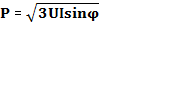 P = √3UIsinφ